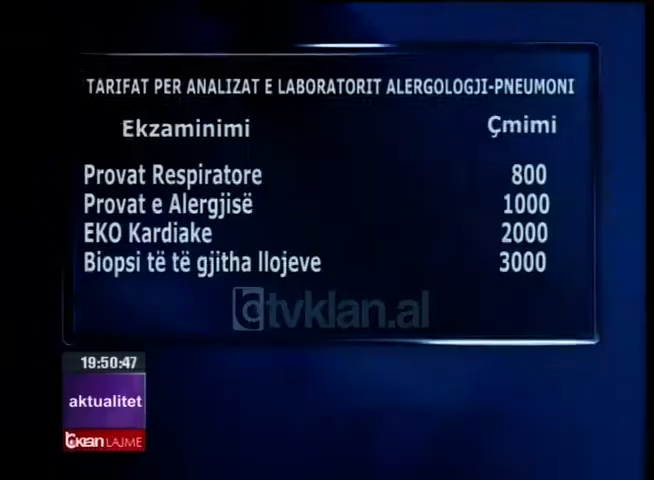 TARIFAT PER ANALIZAT E LABORATORIT ALERGOLOGJI-PNEUMONI
Ekzaminimi Çmimi
Provat Respiratore 800
Provat e Alergjisë 1000
EKO Kardiake 2000
Biopsi të të gjitha llojeve 3000
tvklan.al
19:50:47
aktualitet
klan LAJME